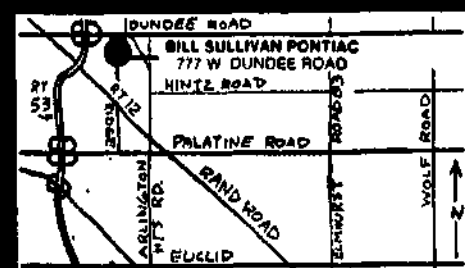 DUNDEE ROAD
BILL SULLIVAN PONTIAC
777 W DUNDEE ROAD
HINTZ ROAD
RT
53
RT 12
PALATINE ROAD
RAND ROAD
ARLINGTON
HTS RD.
ELMHURST
ROAD 83
WOLF ROAD
EUCLID
N